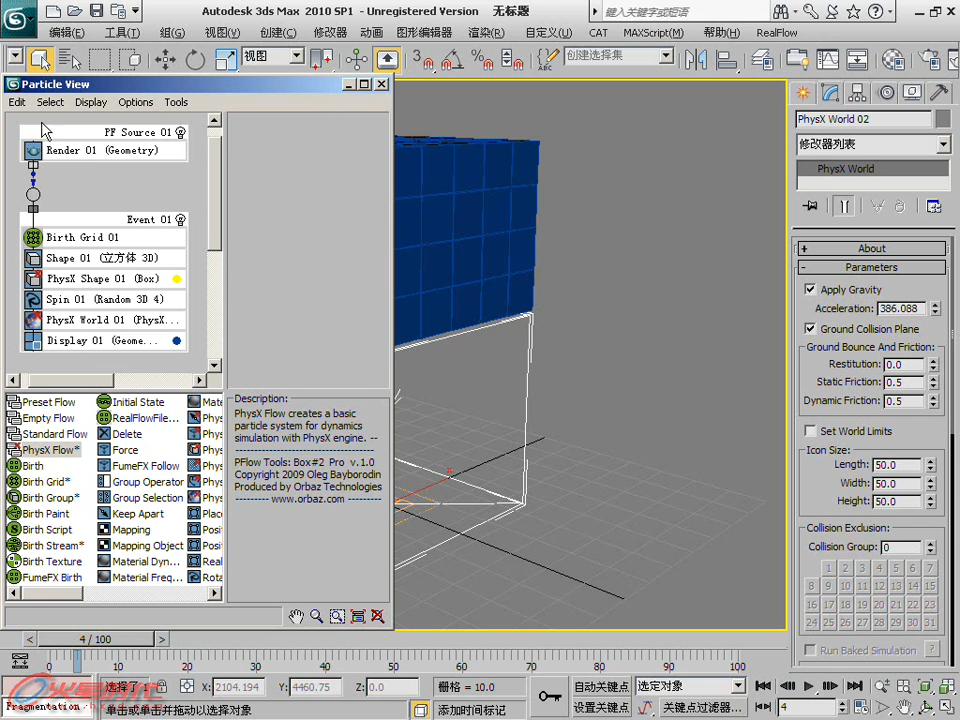 Autodesk 3ds Max 2010 SP1 - Unregistered Version 无标题
键入关键字或短语
编辑(E) 工具(T) 组(G) 视图(V) 创建(C) 修改器 动画 图形编辑器 渲染(R) 自定义(U) CAT MAXScript(M) 帮助(H) RealFlow
视图 创建选择集
Particle View
Edit Select Display Options Tools
PF Source 01
Render 01 (Geometry)
Event 01
Birth Grid 01
Shape 01 (立方体 3D)
PhysX Shape 01 (Box)
Spin 01 (Random 3D 4)
PhysX World 01 (PhysX...
Display 01 (Geome...
Preset Flow Initial State Mate
Empty Flow RealFlowFile... Phys
Standard Flow Delete Phys
PhysX Flow* Force Phys
Birth FumeFX Follow Phys
Birth Grid* Group Operator Phys
Birth Group* Group Selection Phys
Birth Paint Keep Apart Posi
Birth Script Mapping Posi
Birth Stream* Mapping Object Posi
Birth Texture Material Dyn... Real
FumeFX Birth Material Freq... Rota
Description:
PhysX Flow creates a basic
particle system for dynamics
simulation with PhysX engine. --
PFlow Tools: Box#2 Pro v.1.0
Copyright 2009 Oleg Bayborodin
Produced by Orbaz Technologies
--------- www.orbaz.com ---------
PhysX World 02
修改器列表
PhysX World
+ About
- Parameters
Apply Gravity
Acceleration: 386.088
Ground Collision Plane
Ground Bounce And Friction:
Restitution: 0.0
Static Friction: 0.5
Dynamic Friction: 0.5
Set World Limits
Icon Size:
Length: 50.0
Width: 50.0
Height: 50.0
Collision Exclusion:
Collision Group: 0
1 2 3 4 5 6 7
8 9 10 11 12 13 14 15
16 17 18 19 20 21 22 23
24 25 26 27 28 29 30 31
Run Baked Simulation ?
< 4 / 100 >
0 10 20 30 40 50 60 70 80 90 100
选择了 1 X: 2104.194 Y: 4460.75 Z: 0.0 栅格 = 10.0 自动关键点 选定对象
Fragmentation 单击或单击并拖动以选择对象 添加时间标记 设置关键点 关键点过滤器... 4